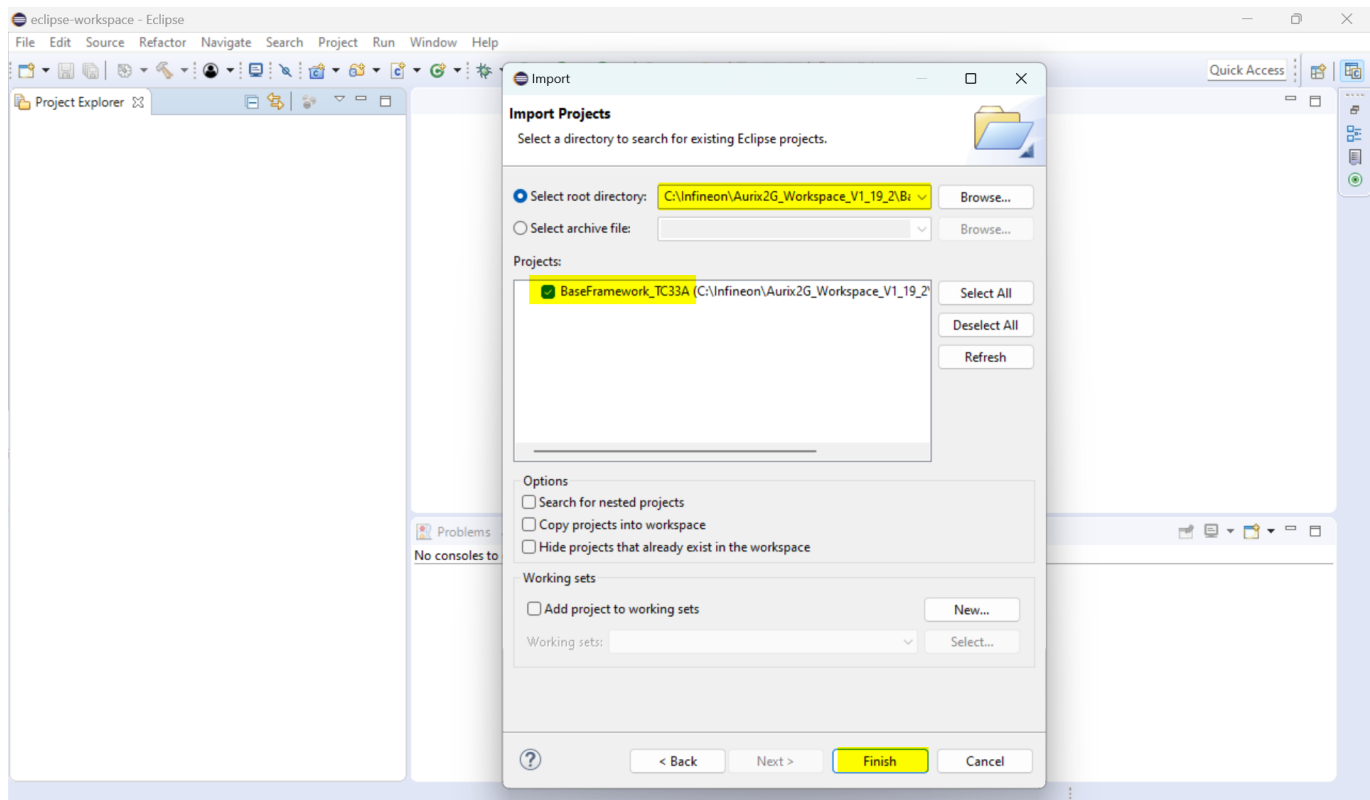 eclipse-workspace - Eclipse
File Edit Source Refactor Navigate Search Project Run Window Help
Quick Access
Project Explorer
Import
Import Projects
Select a directory to search for existing Eclipse projects.
Select root directory: C:\Infineon\Aurix2G_Workspace_V1_19_2\Ba Browse...
Select archive file: Browse...
Projects:
BaseFramework_TC33A (C:\Infineon\Aurix2G_Workspace_V1_19_2\
Select All
Deselect All
Refresh
Options
Search for nested projects
Copy projects into workspace
Hide projects that already exist in the workspace
Working sets
Add project to working sets New...
Working sets: Select...
< Back Next > Finish Cancel
Problems
No consoles to